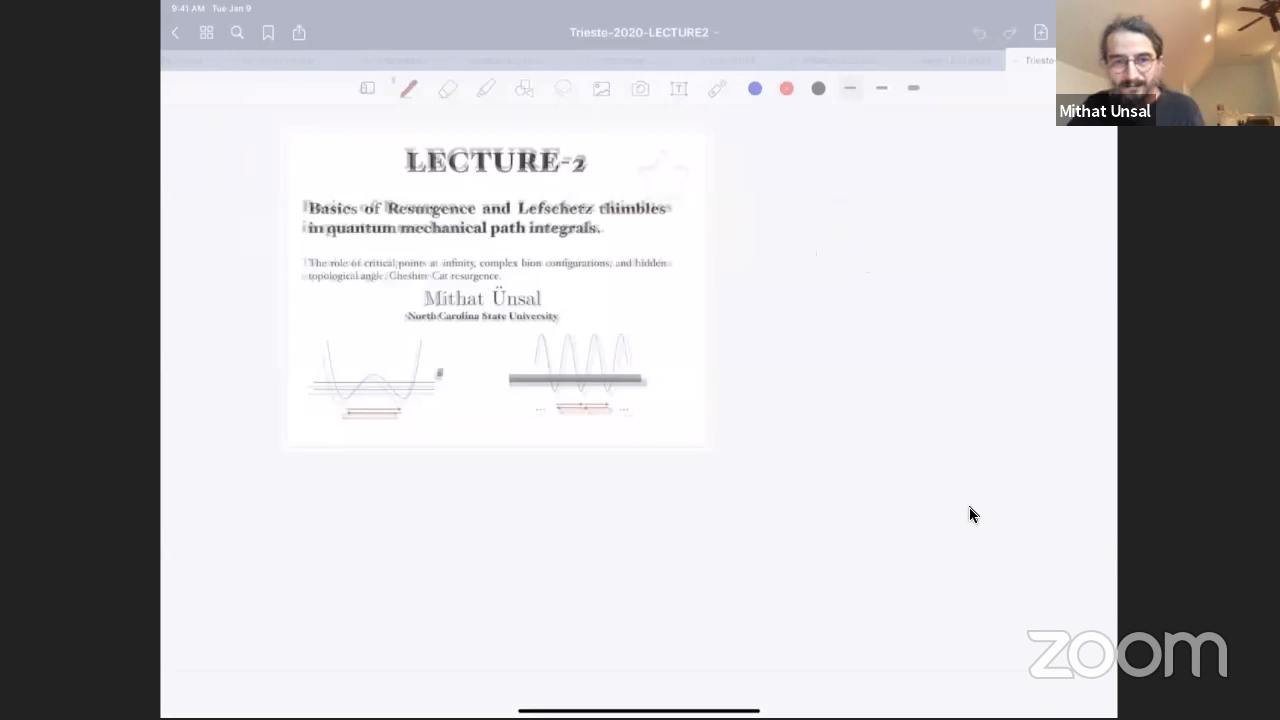 9:41 AM Tue Jan 9
Trieste-2020-LECTURE2
Trieste-
Mithat Unsal
LECTURE-2
Basics of Resurgence and Lefschetz thimbles
in quantum mechanical path integrals.
The role of critical points at infinity, complex bion configurations, and hidden
topological angle, Cheshire Cat resurgence.
Mithat Ünsal
North Carolina State University
... ...
zoom